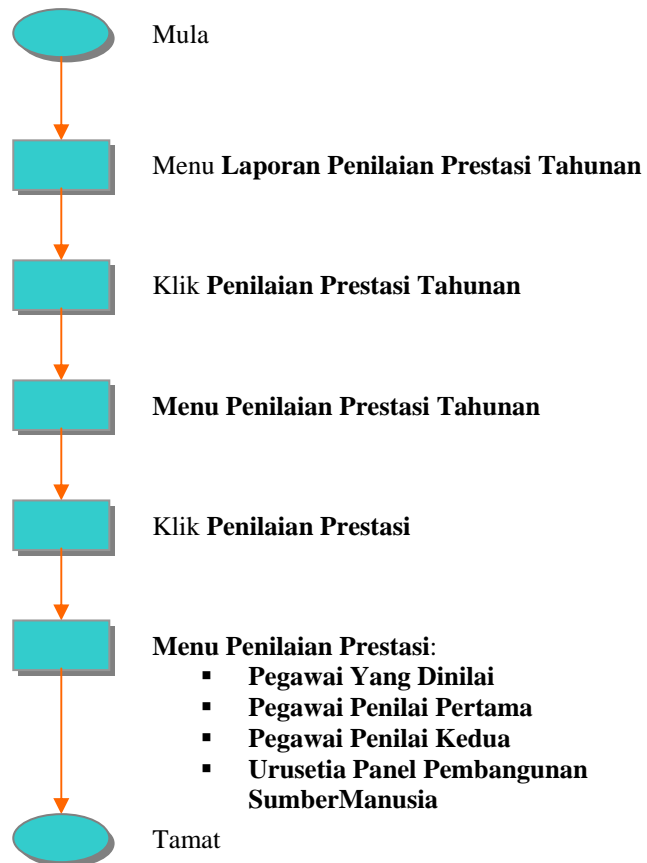 Mula
Menu Laporan Penilaian Prestasi Tahunan
Klik Penilaian Prestasi Tahunan
Menu Penilaian Prestasi Tahunan
Klik Penilaian Prestasi
Menu Penilaian Prestasi:
▪ Pegawai Yang Dinilai
▪ Pegawai Penilai Pertama
▪ Pegawai Penilai Kedua
▪ Urusetia Panel Pembangunan
SumberManusia
Tamat